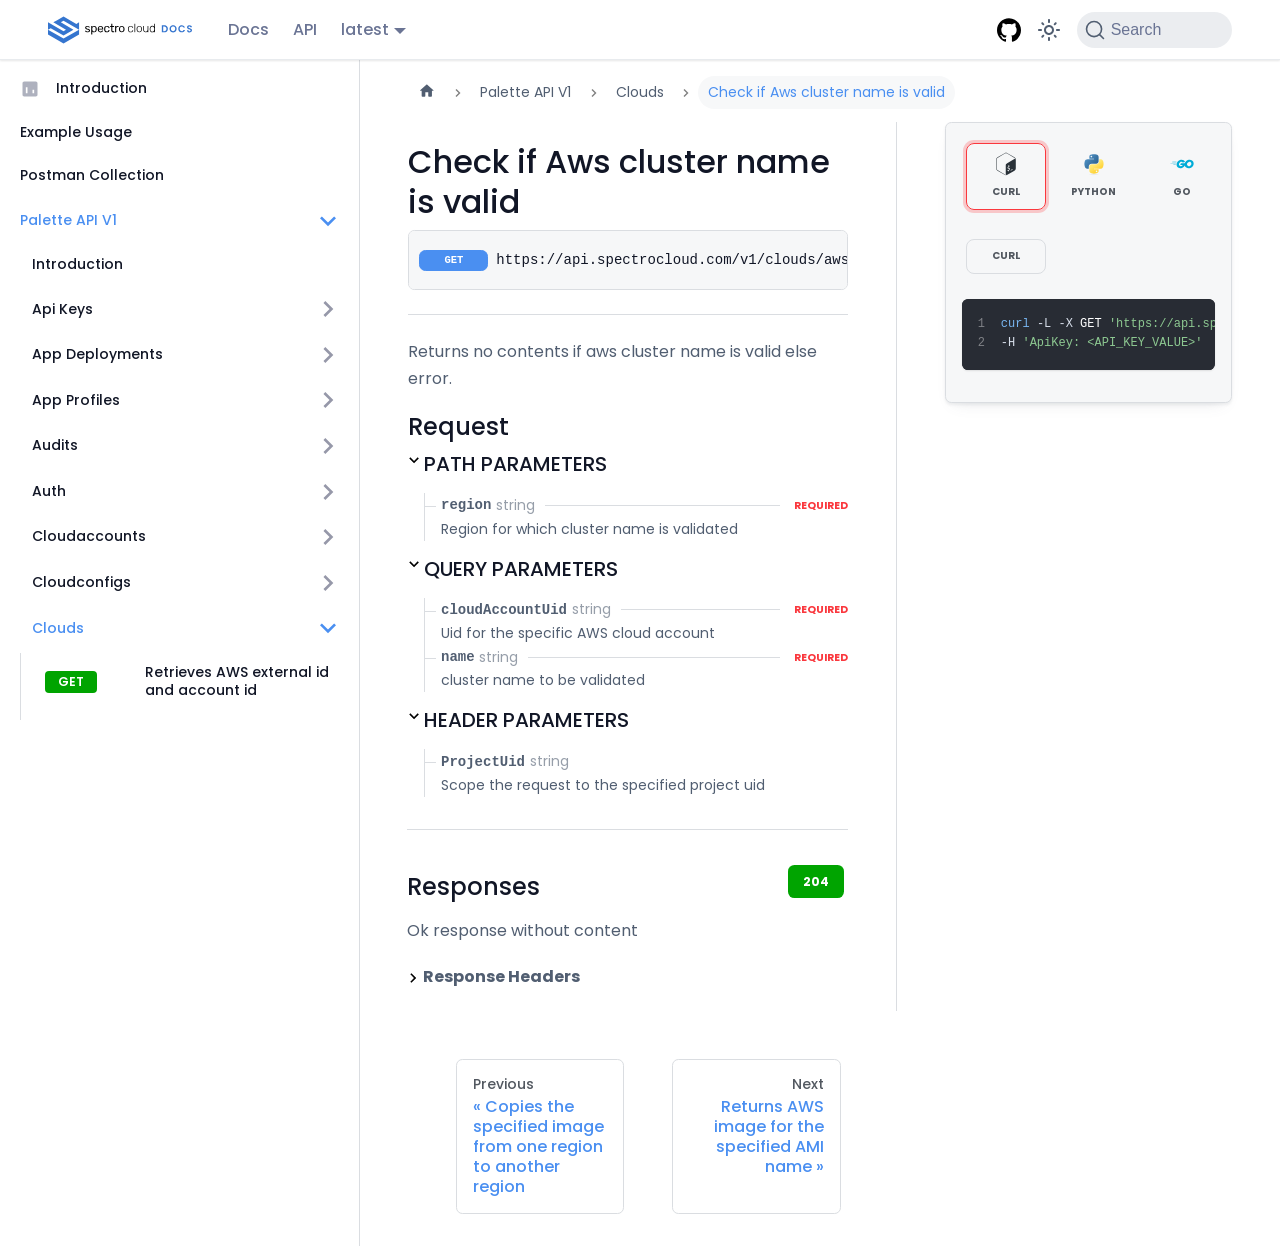 spectro cloud DOCS
Docs
API
latest
Search
Introduction
Example Usage
Postman Collection
Palette API V1
Introduction
Api Keys
App Deployments
App Profiles
Audits
Auth
Cloudaccounts
Cloudconfigs
Clouds
GET
Retrieves AWS external id
and account id
Palette API V1
Clouds
Check if Aws cluster name is valid
Check if Aws cluster name
is valid
GET https://api.spectrocloud.com/v1/clouds/aws
Returns no contents if aws cluster name is valid else
error.
Request
PATH PARAMETERS
region string REQUIRED
Region for which cluster name is validated
QUERY PARAMETERS
cloudAccountUid string REQUIRED
Uid for the specific AWS cloud account
name string REQUIRED
cluster name to be validated
HEADER PARAMETERS
ProjectUid string
Scope the request to the specified project uid
Responses
204
Ok response without content
Response Headers
Previous
« Copies the
specified image
from one region
to another
region
Next
Returns AWS
image for the
specified AMI
name »
CURL
PYTHON
GO
GO
CURL
1 curl -L -X GET 'https://api.sp
2 -H 'ApiKey: <API_KEY_VALUE>'